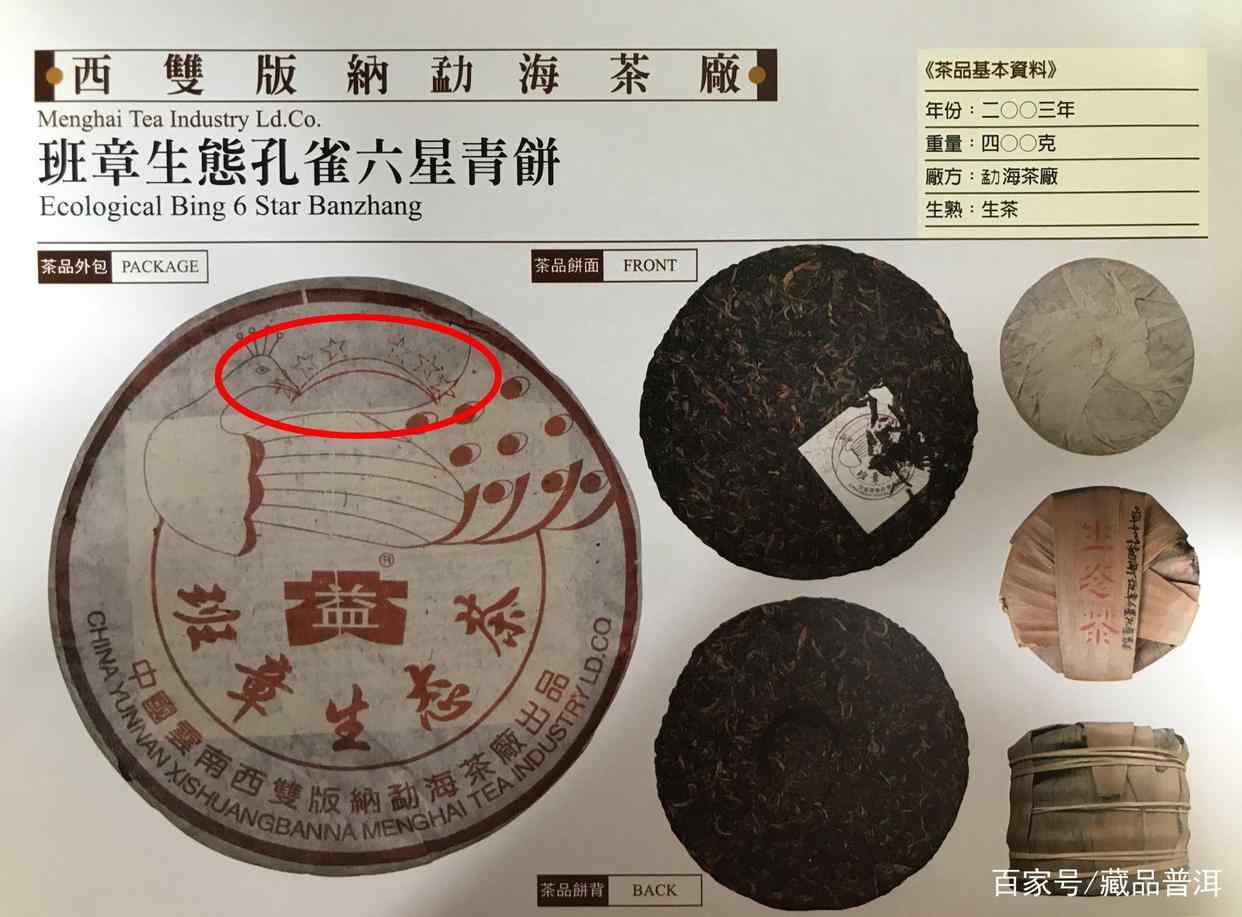 西雙版納勐海茶廠
Menghai Tea Industry Ld.Co.
班章生態孔雀六星青餅
Ecological Bing 6 Star Banzhang
《茶品基本資料》
年份：二〇〇三年
重量：四〇〇克
廠方：勐海茶廠
生熟：生茶
茶品外包 PACKAGE
茶品餅面 FRONT
益
®
班章生態茶
中國雲南西雙版納勐海茶廠出品
CHINA YUNNAN XISHUANGBANNA MENGHAI TEA INDUSTRY LD.CO
班章
生态茶
茶品餅背 BACK
百家号/藏品普洱